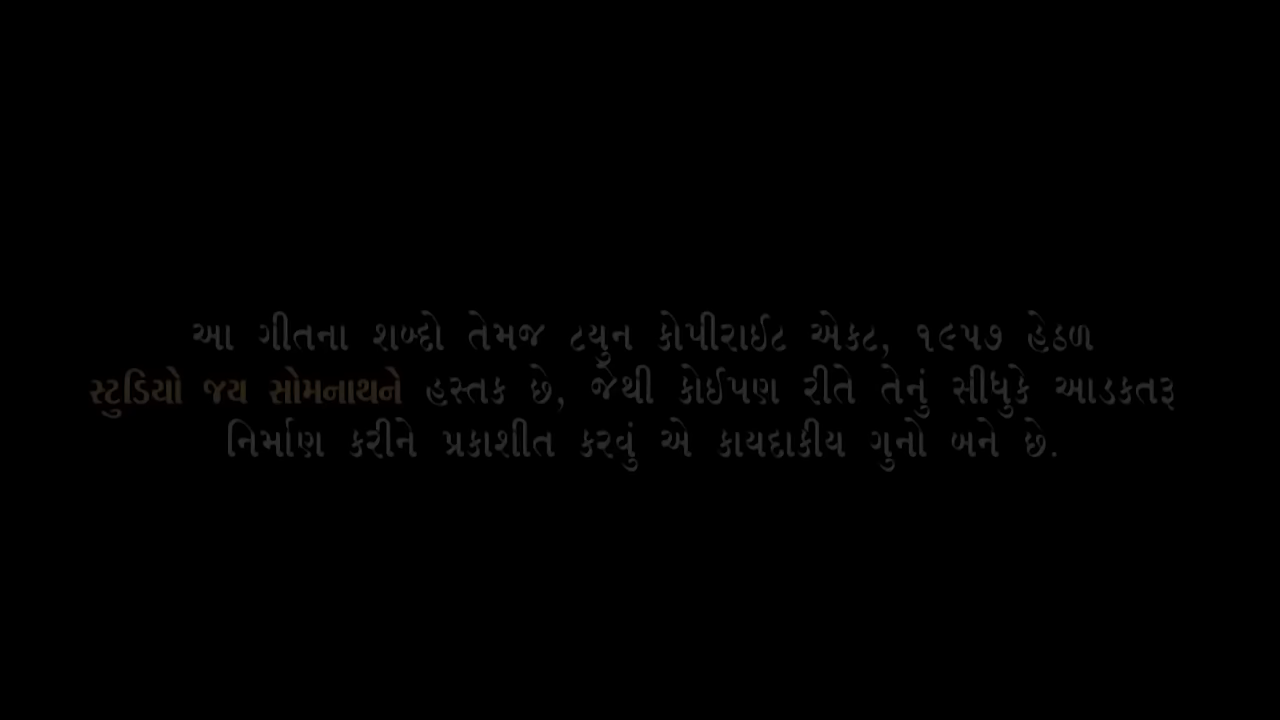 આ ગીતના શબ્દો તેમજ ટયુન કોપીરાઈટ એકટ, ૧૯૫૭ હેઠળ
સ્ટુડિયો જય સોમનાથને હસ્તક છે, જેથી કોઈપણ રીતે તેનું સીધુકે આડકતરૂ
નિર્માણ કરીને પ્રકાશીત કરવું એ કાયદાકીય ગુનો બને છે.